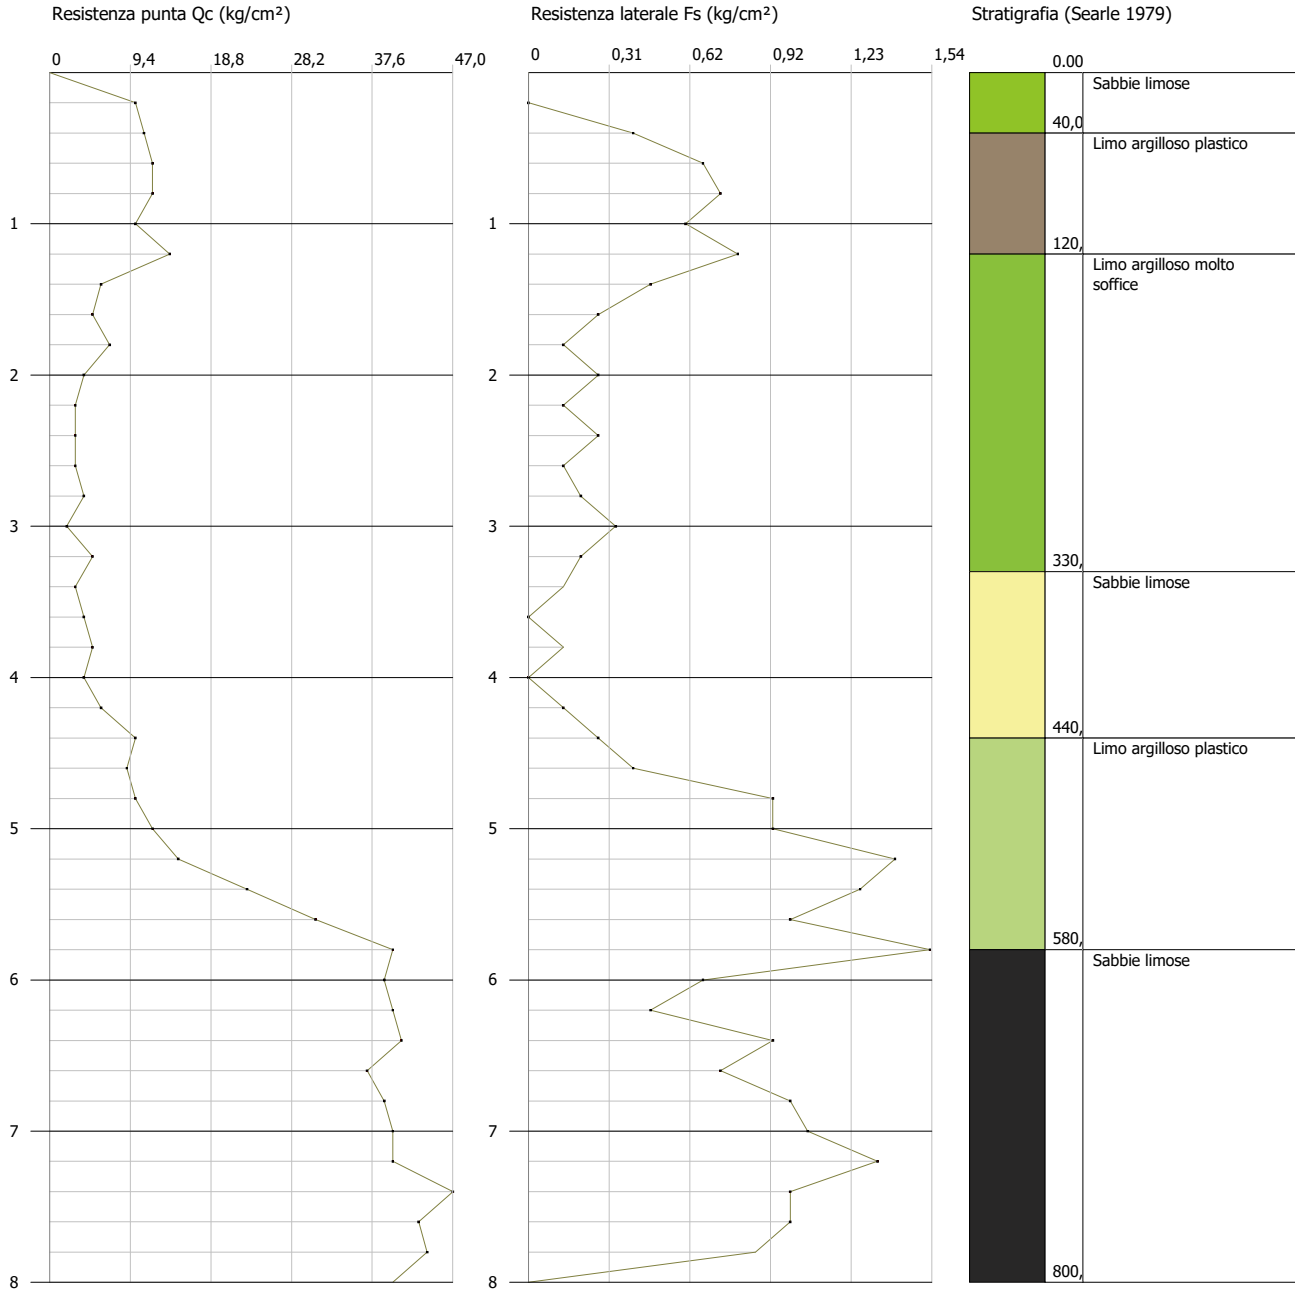 Resistenza punta Qc (kg/cm²)
Resistenza laterale Fs (kg/cm²)
Stratigrafia (Searle 1979)
0 9,4 18,8 28,2 37,6 47,0
0 0,31 0,62 0,92 1,23 1,54
0.00
Sabbie limose
40,0
Limo argilloso plastico
1 1
120,
Limo argilloso molto
soffice
2 2
3 3
330,
Sabbie limose
4 4
440,
Limo argilloso plastico
5 5
580,
Sabbie limose
6 6
7 7
800,
8 8